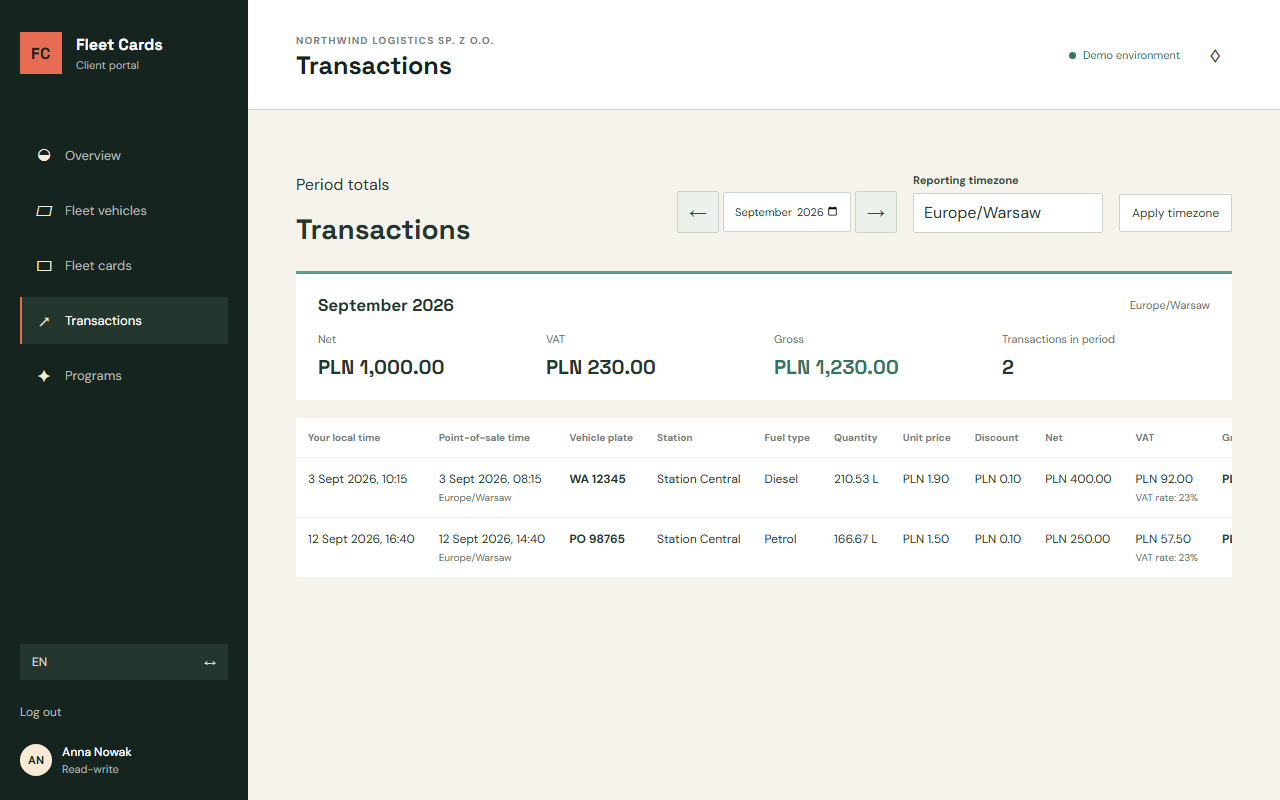 FC
Fleet Cards
Client portal
Overview
Fleet vehicles
Fleet cards
Transactions
Programs
EN
Log out
AN
Anna Nowak
Read-write
NORTHWIND LOGISTICS SP. Z O.O.
Transactions
Demo environment
Period totals
Transactions
September 2026
Reporting timezone
Europe/Warsaw
Apply timezone
September 2026
Europe/Warsaw
Net VAT Gross Transactions in period
PLN 1,000.00 PLN 230.00 PLN 1,230.00 2
Your local time Point-of-sale time Vehicle plate Station Fuel type Quantity Unit price Discount Net VAT
3 Sept 2026, 10:15 3 Sept 2026, 08:15 WA 12345 Station Central Diesel 210.53 L PLN 1.90 PLN 0.10 PLN 400.00 PLN 92.00
Europe/Warsaw VAT rate: 23%
12 Sept 2026, 16:40 12 Sept 2026, 14:40 PO 98765 Station Central Petrol 166.67 L PLN 1.50 PLN 0.10 PLN 250.00 PLN 57.50
Europe/Warsaw VAT rate: 23%